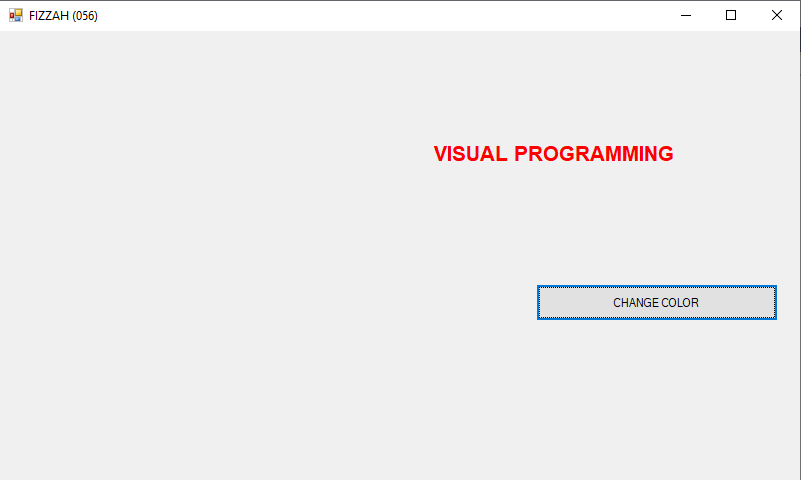 FIZZAH (056)
VISUAL PROGRAMMING
CHANGE COLOR